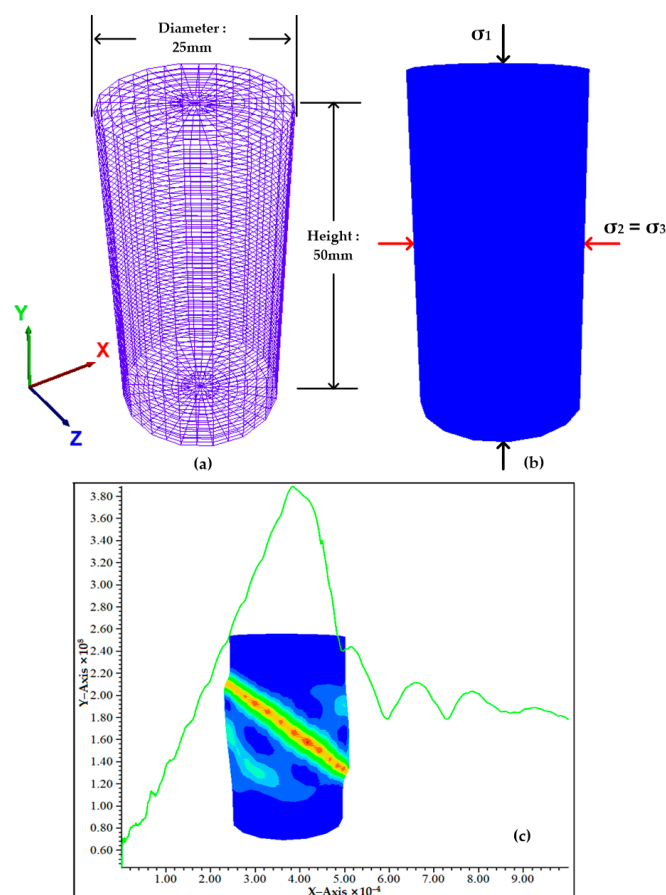 Diameter :
25mm
σ1
Height :
50mm
σ2 = σ3
Y
X
Z
(a)
(b)
3.80
3.60
3.40
3.20
3.00
2.80
2.60
2.40
2.20
2.00
1.80
1.60
1.40
1.20
1.00
0.80
0.60
Y–Axis ×10⁸
(c)
1.00
2.00
3.00
4.00
5.00
6.00
7.00
8.00
9.00
X–Axis ×10⁻⁴